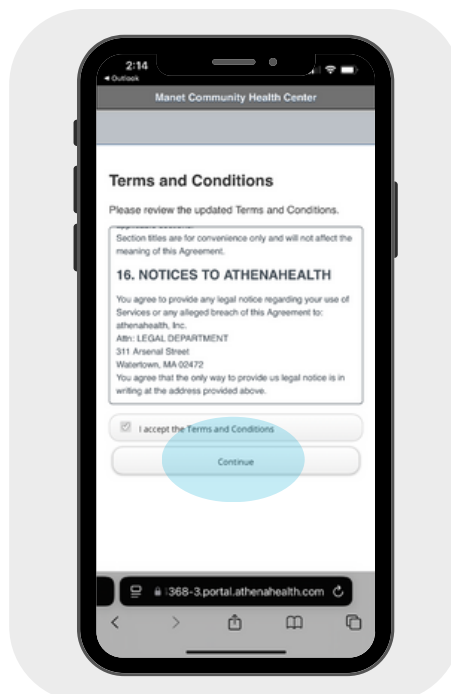 2:14
◀ Outlook
Manet Community Health Center
Terms and Conditions
Please review the updated Terms and Conditions.
Section titles are for convenience only and will not affect the
meaning of this Agreement.
16. NOTICES TO ATHENAHEALTH
You agree to provide any legal notice regarding your use of
Services or any alleged breach of this Agreement to:
athenahealth, Inc.
Attn: LEGAL DEPARTMENT
311 Arsenal Street
Watertown, MA 02472
You agree that the only way to provide us legal notice is in
writing at the address provided above.
I accept the Terms and Conditions
Continue
368-3.portal.athenahealth.com